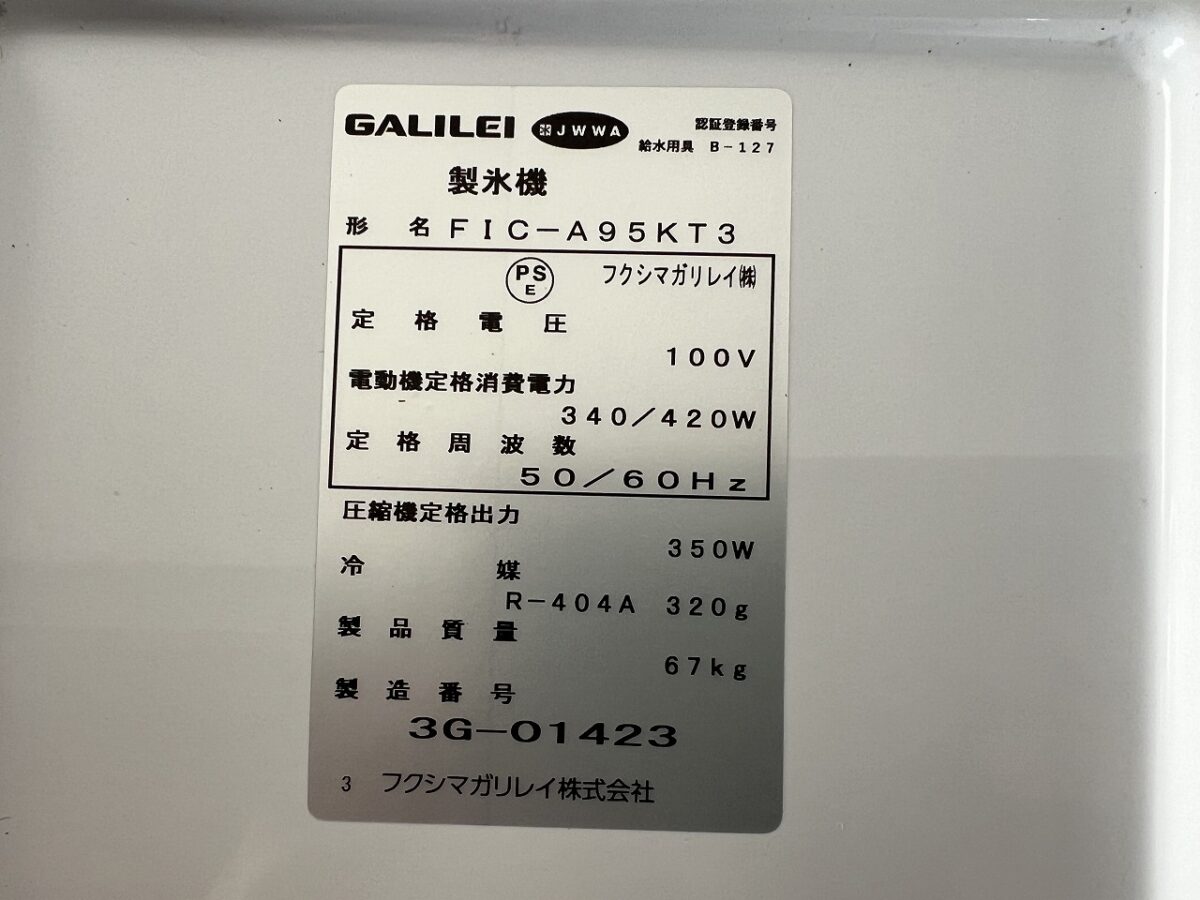 GALILEI JWWA 認証登録番号
給水用具 B-127
製氷機
形名 FIC-A95KT3
PSE フクシマガリレイ㈱
定格電圧
100V
電動機定格消費電力
340/420W
定格周波数
50/60Hz
圧縮機定格出力
350W
冷媒
R-404A 320g
製品質量
67kg
製造番号
3G-01423
3 フクシマガリレイ株式会社